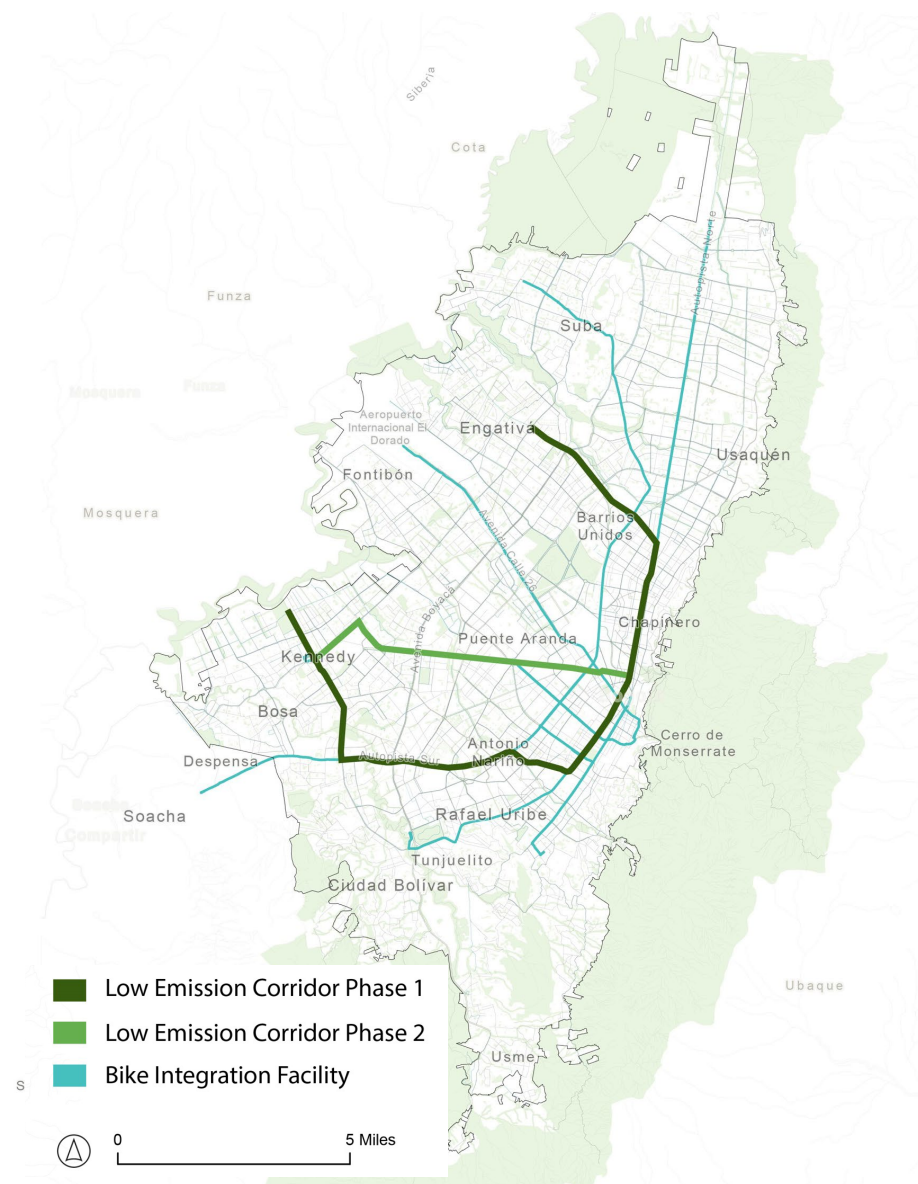 Siberia
Cota
Autopista Norte
Funza
Suba
Mosquera
Funza
Aeropuerto
Internacional El
Dorado
Engativá
Usaquén
Fontibón
Mosquera
Barrios
Unidos
Avenida Calle 26
Avenida Boyacá
Chapinero
Puente Aranda
Kennedy
Bosa
Cerro de
Monserrate
Antonio
Nariño
Autopista Sur
Despensa
Soacha
Compartir
Soacha
Rafael Uribe
Tunjuelito
Ciudad Bolívar
Ubaque
Usme
S
Low Emission Corridor Phase 1
Low Emission Corridor Phase 2
Bike Integration Facility
0
5 Miles